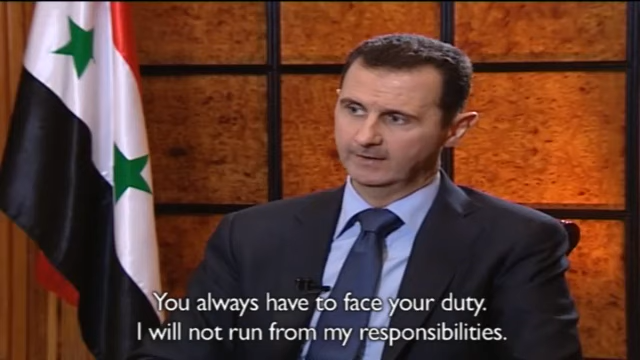 You always have to face your duty.
I will not run from my responsibilities.